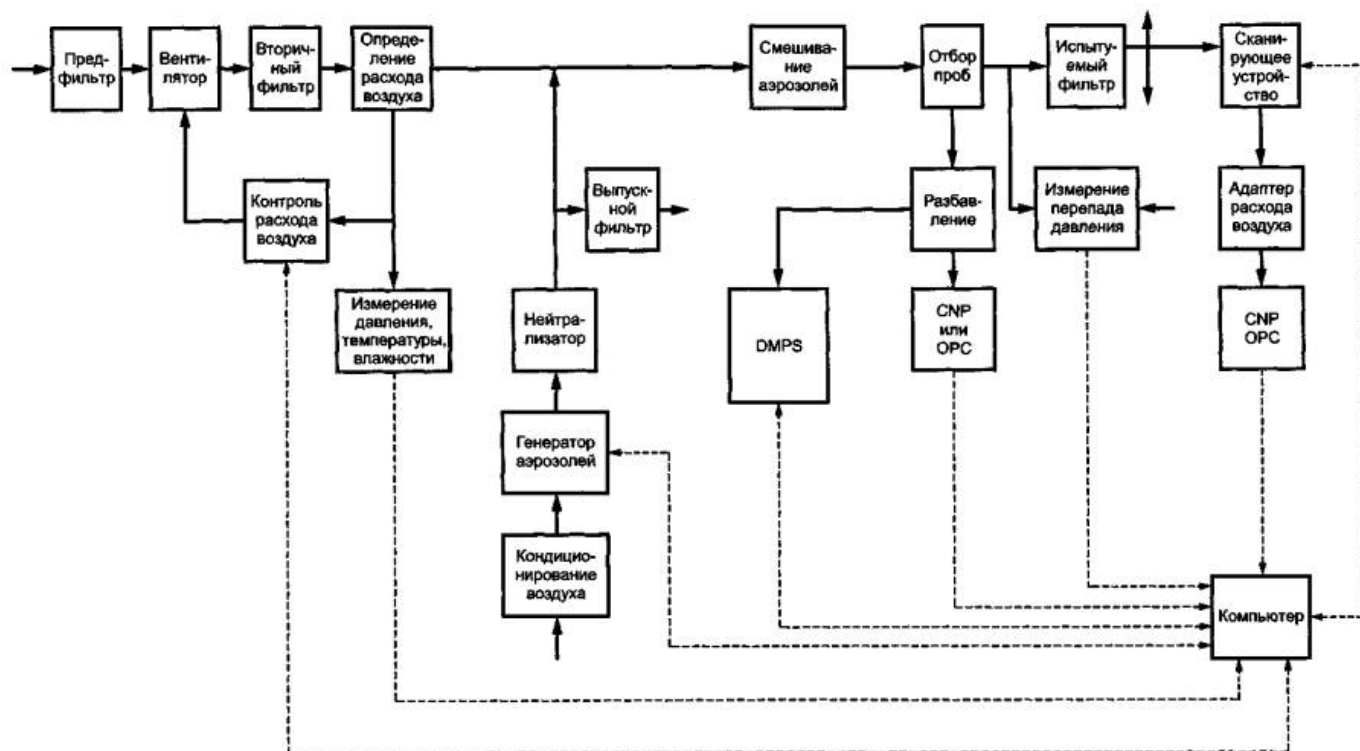 Пред-
фильтр
Венти-
лятор
Вторич-
ный
фильтр
Опреде-
ление
расхода
воздуха
Смешива-
ние
аэрозолей
Отбор
проб
Испыту-
емый
фильтр
Скани-
рующее
устрой-
ство
Контроль
расхода
воздуха
Выпуск-
ной
фильтр
Разбав-
ление
Измерение
перепада
давления
Адаптер
расхода
воздуха
Измерение
давления,
температуры,
влажности
Нейтра-
лизатор
DMPS
CNP
или
OPC
CNP
OPC
Генератор
аэрозолей
Кондицио-
нирование
воздуха
Компьютер